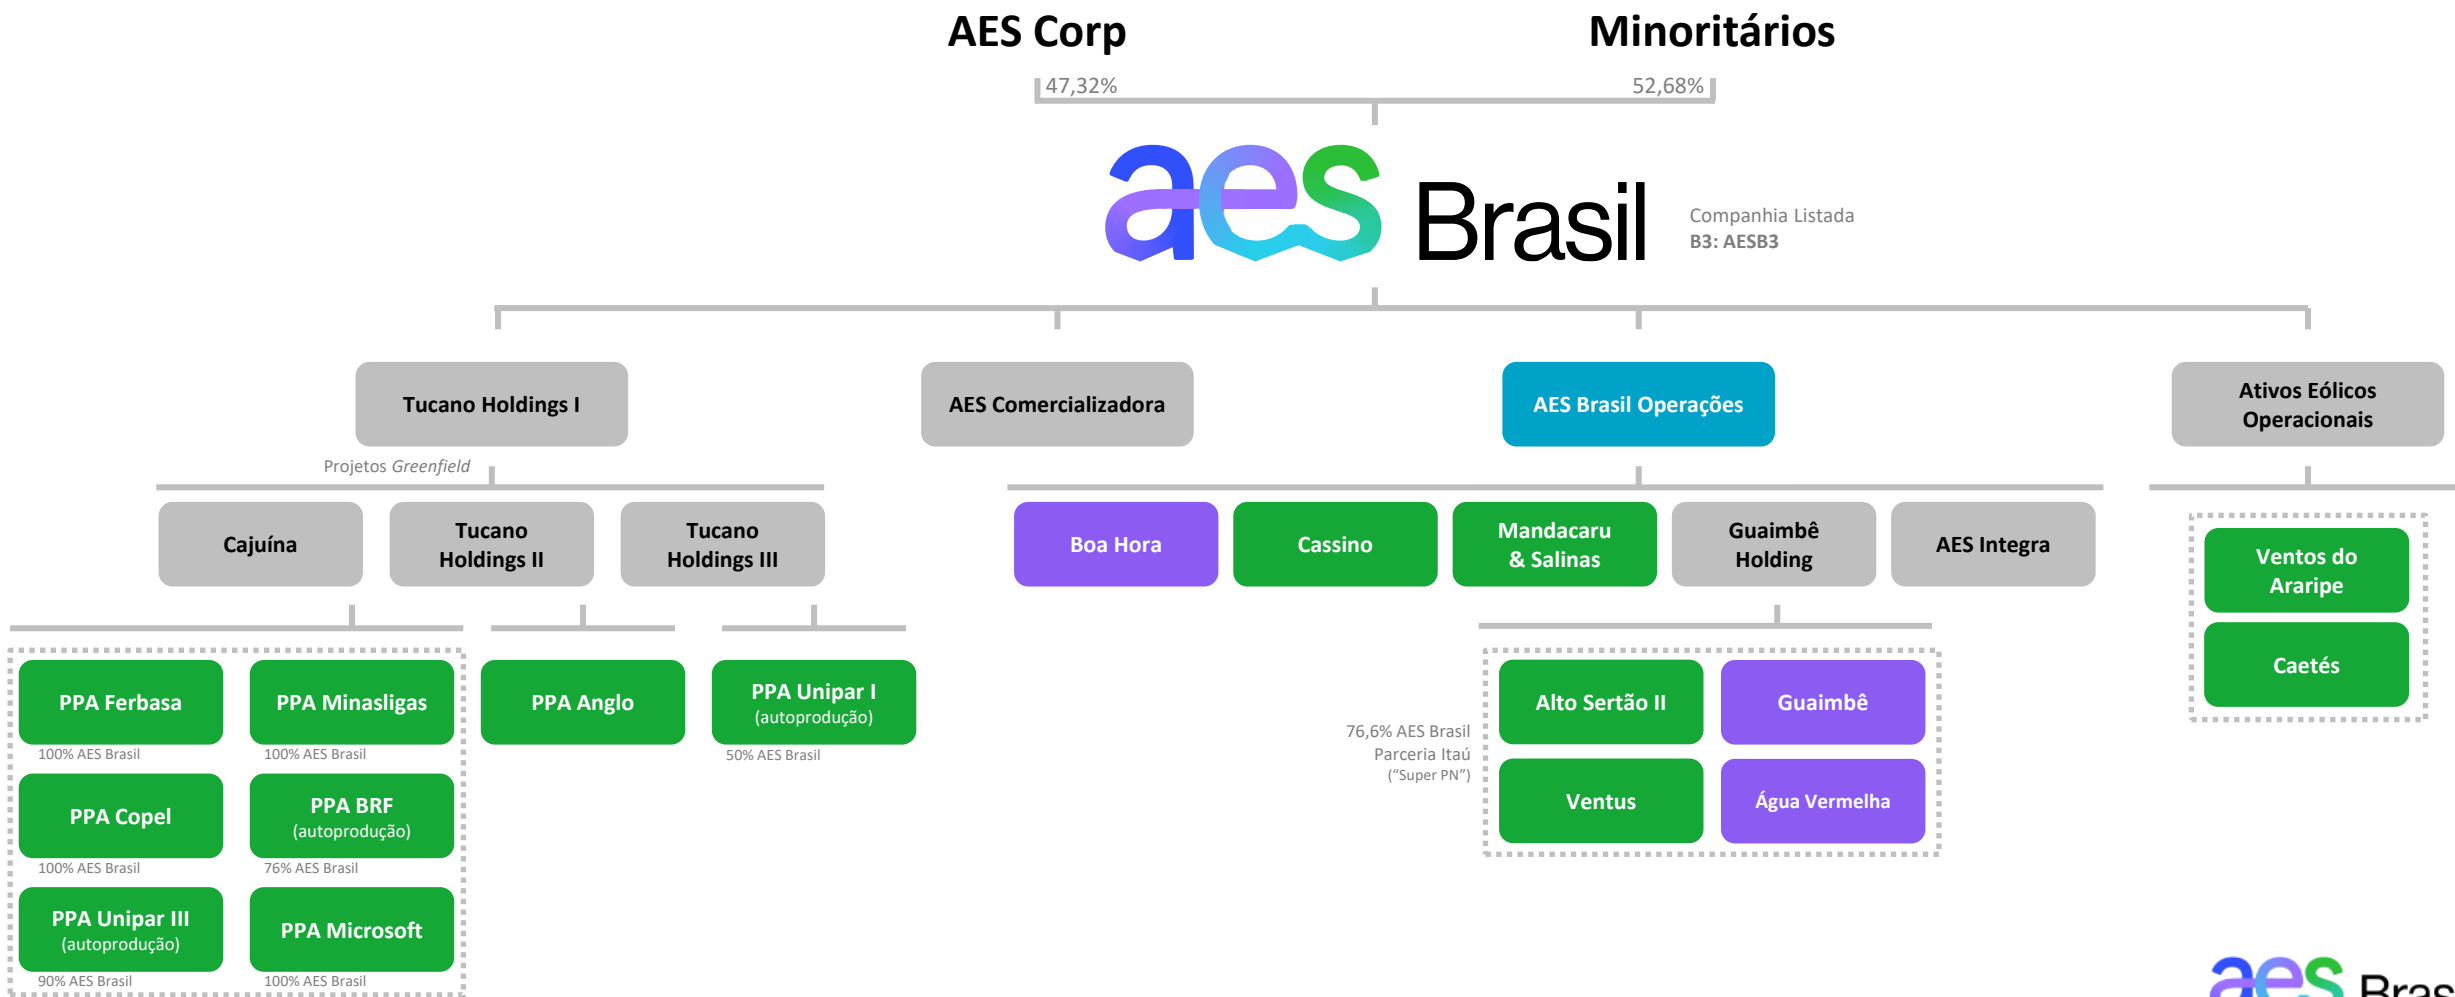 AES Corp
Minoritários
47,32%
52,68%
aes Brasil
Companhia Listada
B3: AESB3
Tucano Holdings I
AES Comercializadora
AES Brasil Operações
Ativos Eólicos
Operacionais
Projetos Greenfield
Cajuína
Tucano
Holdings II
Tucano
Holdings III
Boa Hora
Cassino
Mandacaru
& Salinas
Guaimbê
Holding
AES Integra
Ventos do
Araripe
Caetés
PPA Ferbasa
100% AES Brasil
PPA Minasligas
100% AES Brasil
PPA Anglo
PPA Unipar I
(autoprodução)
50% AES Brasil
PPA Copel
100% AES Brasil
PPA BRF
(autoprodução)
76% AES Brasil
PPA Unipar III
(autoprodução)
90% AES Brasil
PPA Microsoft
100% AES Brasil
76,6% AES Brasil
Parceria Itaú
("Super PN")
Alto Sertão II
Guaimbê
Ventus
Água Vermelha
aes Bras